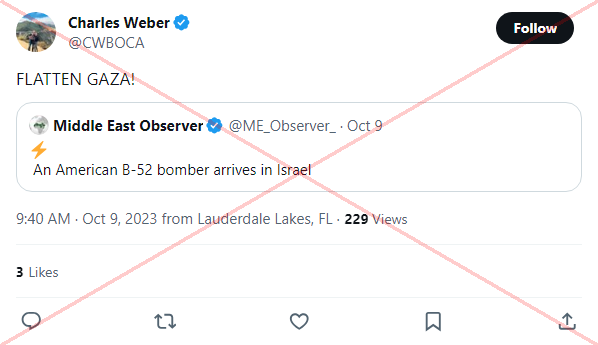 Charles Weber
@CWBOCA
Follow
FLATTEN GAZA!
Middle East Observer @ME_Observer_ · Oct 9
⚡
An American B-52 bomber arrives in Israel
9:40 AM · Oct 9, 2023 from Lauderdale Lakes, FL · 229 Views
3 Likes